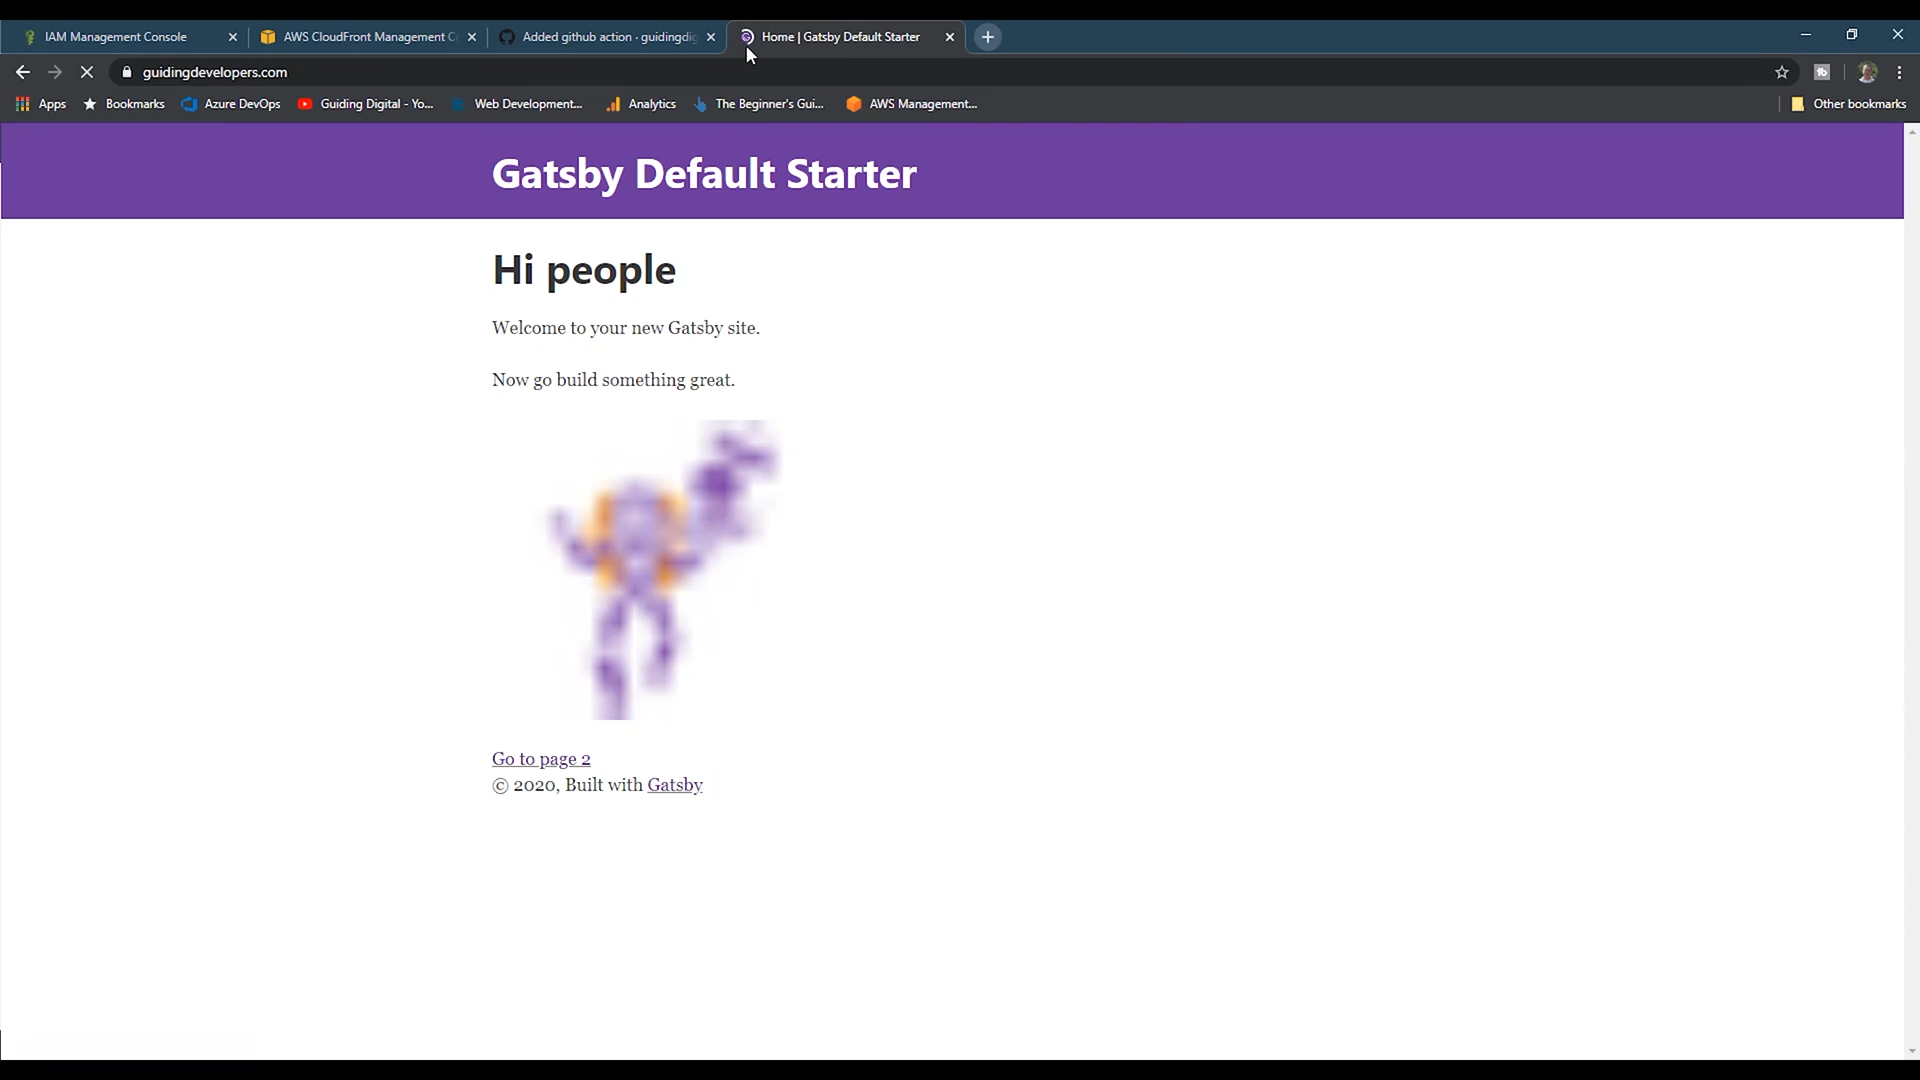 IAM Management Console
AWS CloudFront Management C
Added github action · guidingdig
Home | Gatsby Default Starter
guidingdevelopers.com
Apps
Bookmarks
Azure DevOps
Guiding Digital - Yo...
Web Development...
Analytics
The Beginner's Gui...
AWS Management...
Other bookmarks
Gatsby Default Starter
Hi people
Welcome to your new Gatsby site.
Now go build something great.
Go to page 2
© 2020, Built with Gatsby